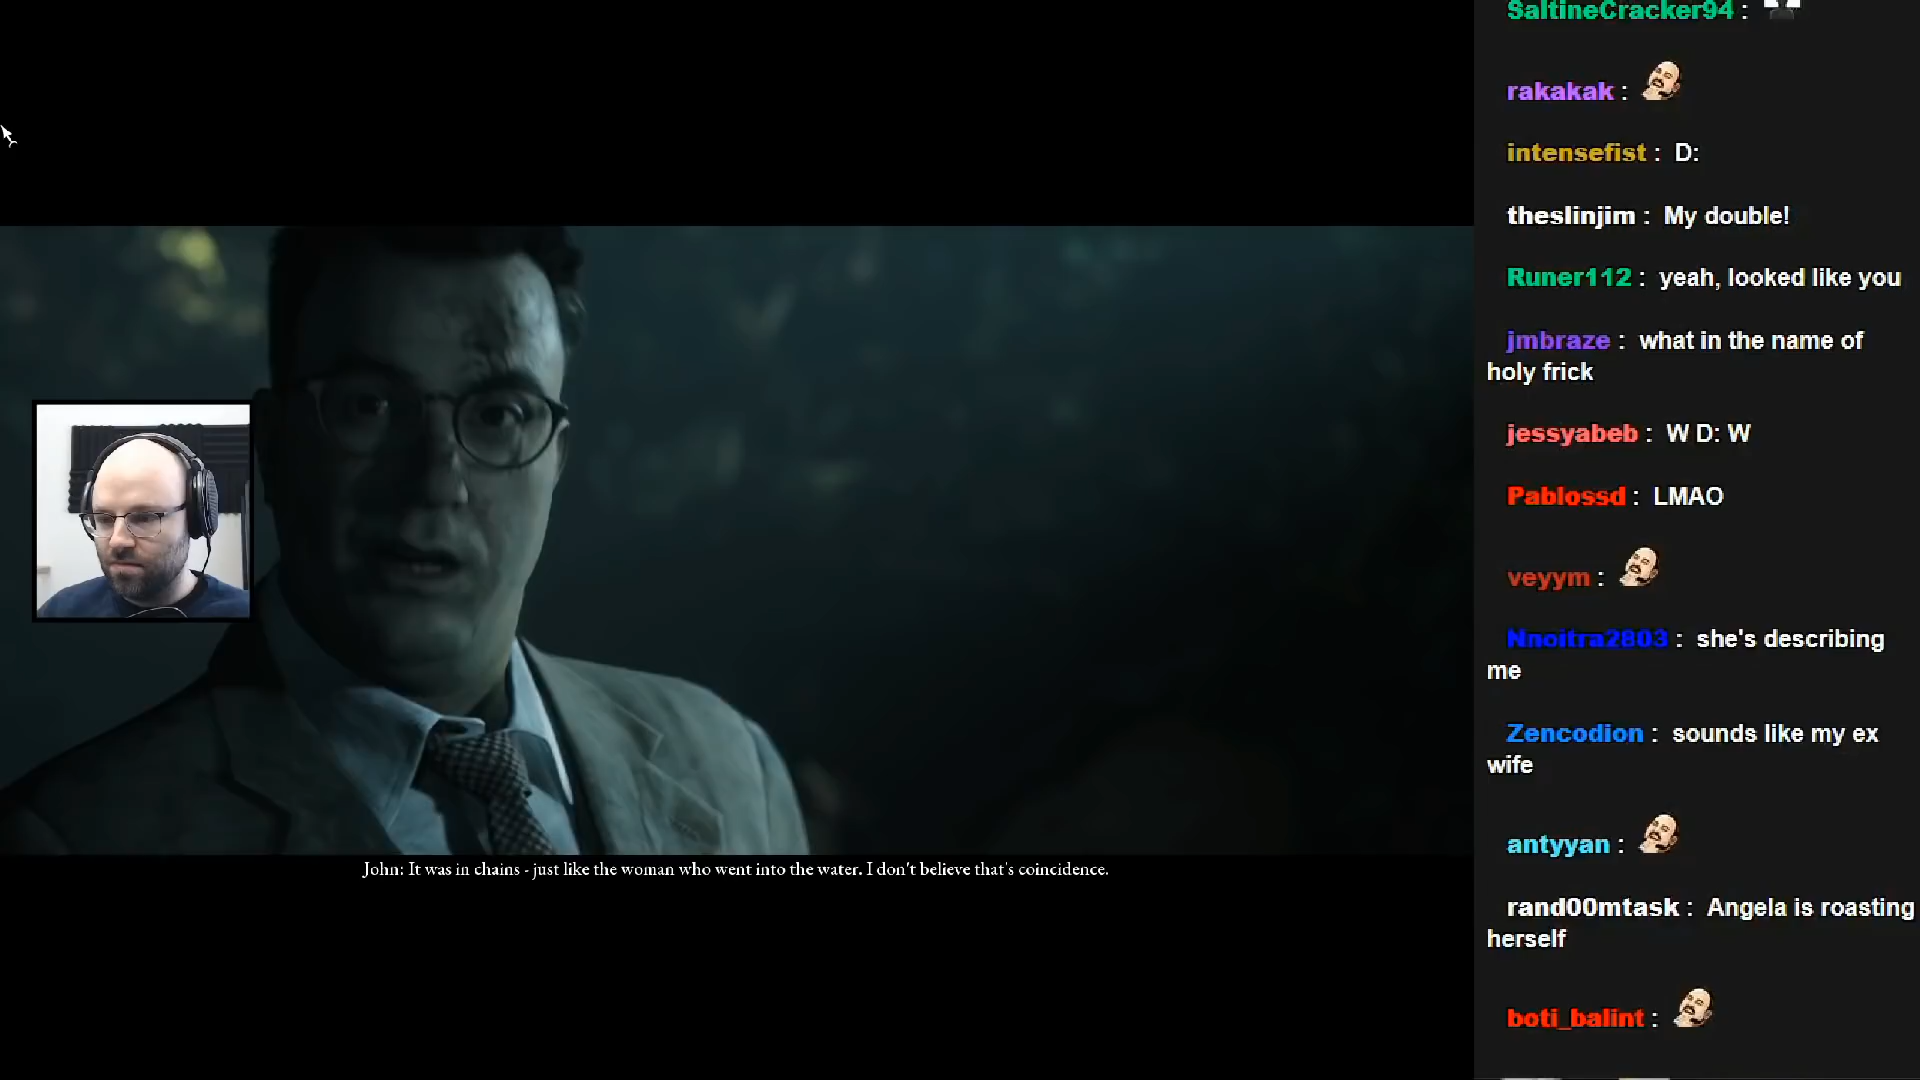 SaltineCracker94 :
rakakak :
intensefist : D:
theslinjim : My double!
Runer112 : yeah, looked like you
jmbraze : what in the name of
holy frick
jessyabeb : W D: W
Pablossd : LMAO
veyym :
Nnoitra2803 : she's describing
me
Zencodion : sounds like my ex
wife
antyyan :
rand00mtask : Angela is roasting
herself
boti_balint :
John: It was in chains - just like the woman who went into the water. I don't believe that's coincidence.